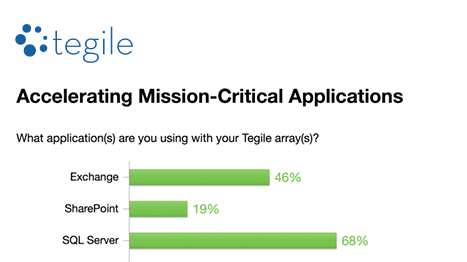 tegile
Accelerating Mission-Critical Applications
What application(s) are you using with your Tegile array(s)?
Exchange 46%
SharePoint 19%
SQL Server 68%